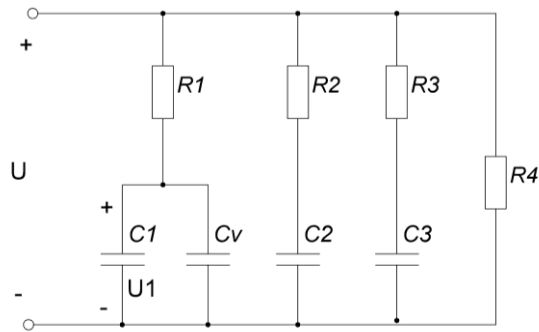 +
R1
R2
R3
U
R4
+
C1
Cv
C2
C3
U1
-
-